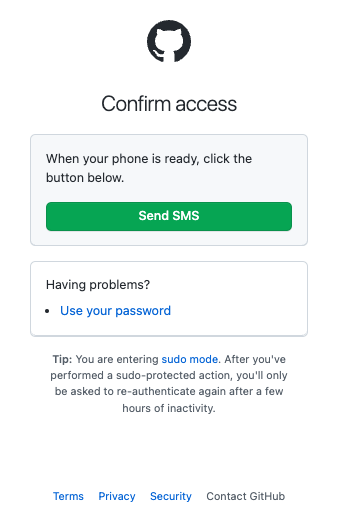 Confirm access
When your phone is ready, click the
button below.
Send SMS
Having problems?
Use your password
Tip: You are entering sudo mode. After you've
performed a sudo-protected action, you'll only
be asked to re-authenticate again after a few
hours of inactivity.
Terms Privacy Security Contact GitHub